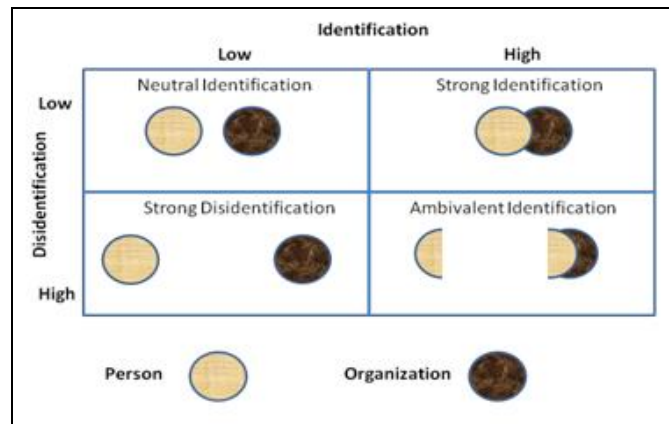 Identification
Low High
Neutral Identification Strong Identification
Low
Disidentification
Strong Disidentification Ambivalent Identification
High
Person Organization